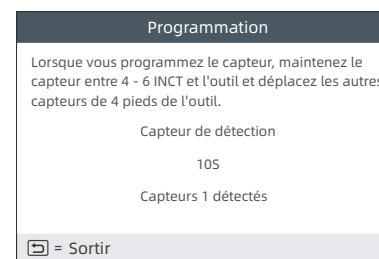 Programmation
Lorsque vous programmez le capteur, maintenez le
capteur entre 4 - 6 INCT et l'outil et déplacez les autres
capteurs de 4 pieds de l'outil.
Capteur de détection
10S
Capteurs 1 détectés
= Sortir